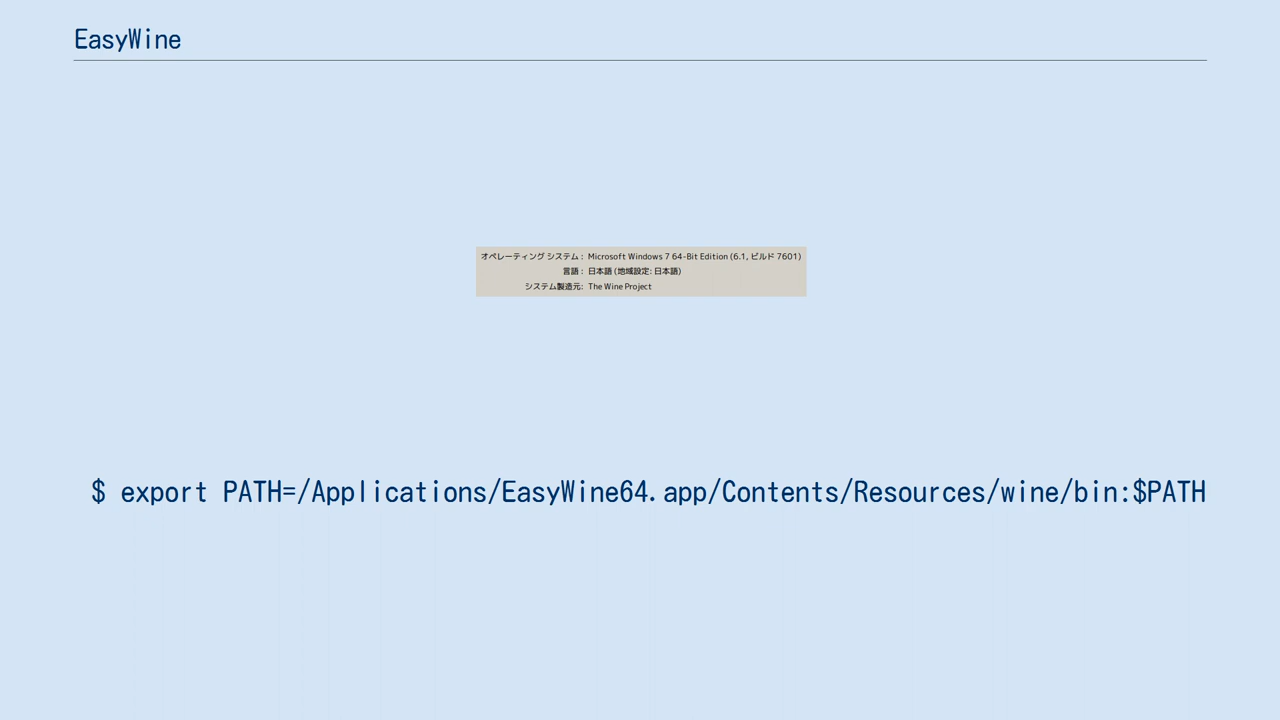 EasyWine
オペレーティング システム : Microsoft Windows 7 64-Bit Edition (6.1, ビルド 7601)
言語 : 日本語 (地域設定: 日本語)
システム製造元: The Wine Project
$ export PATH=/Applications/EasyWine64.app/Contents/Resources/wine/bin:$PATH